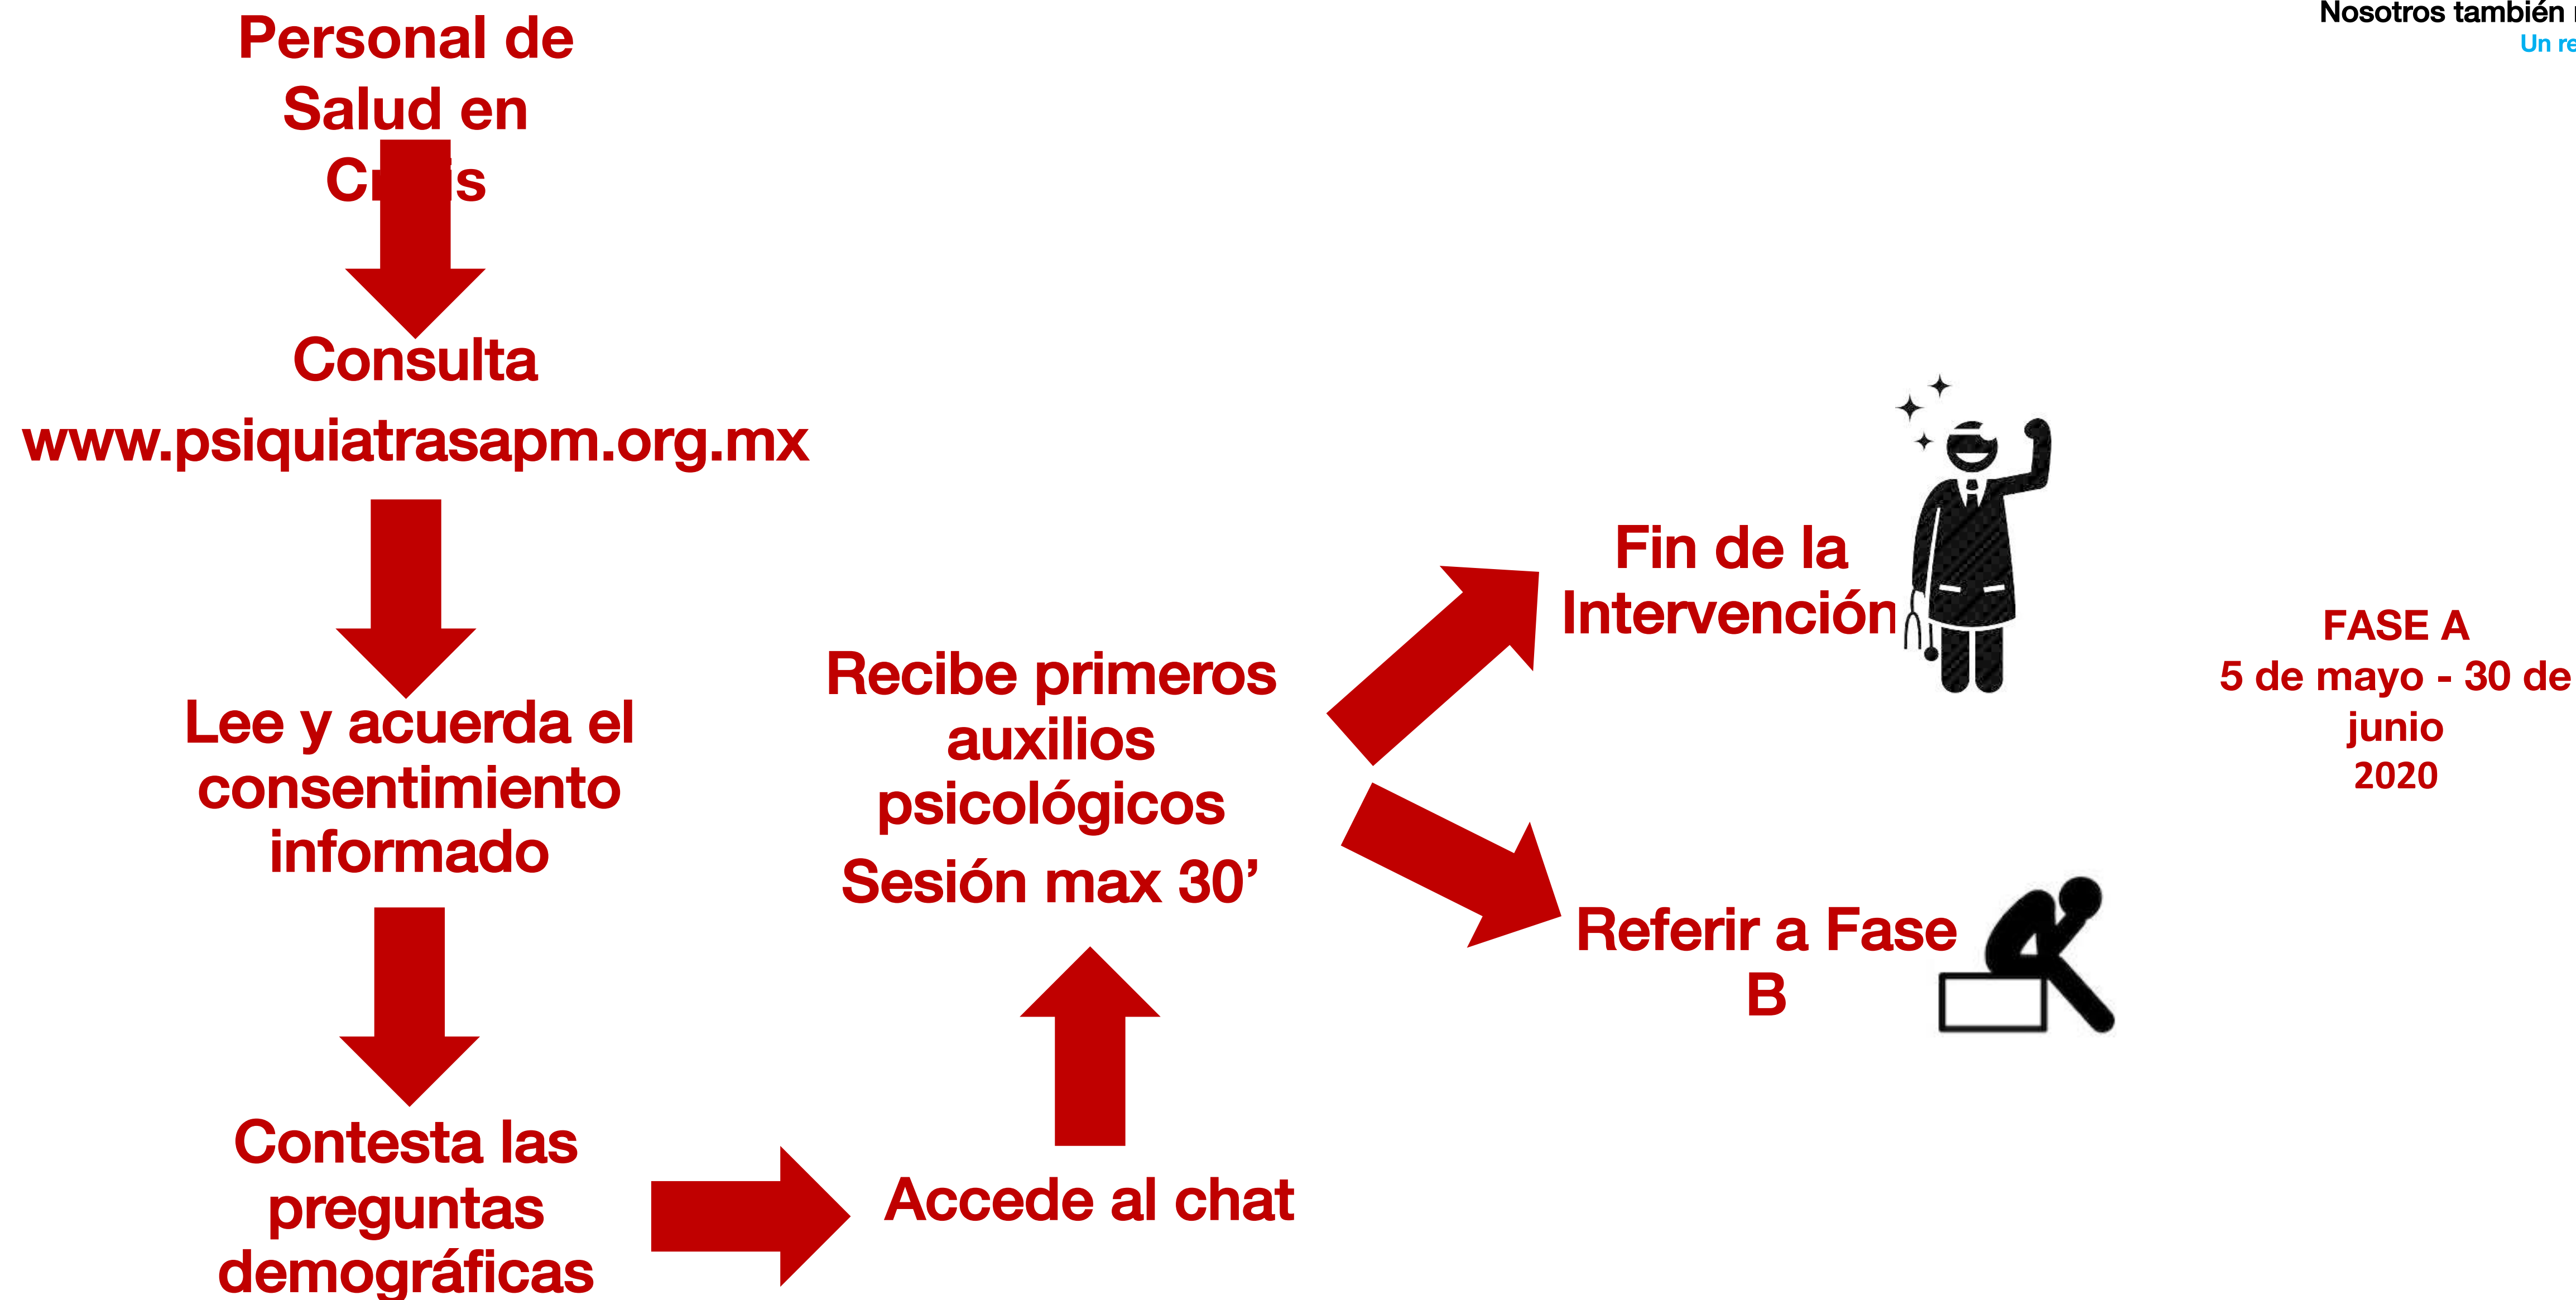 Nosotros también
Un re
Personal de
Salud en
Crisis
Consulta
www.psiquiatrasapm.org.mx
Lee y acuerda el
consentimiento
informado
Contesta las
preguntas
demográficas
Accede al chat
Recibe primeros
auxilios
psicológicos
Sesión max 30’
Fin de la
Intervención
Referir a Fase
B
FASE A
5 de mayo - 30 de
junio
2020